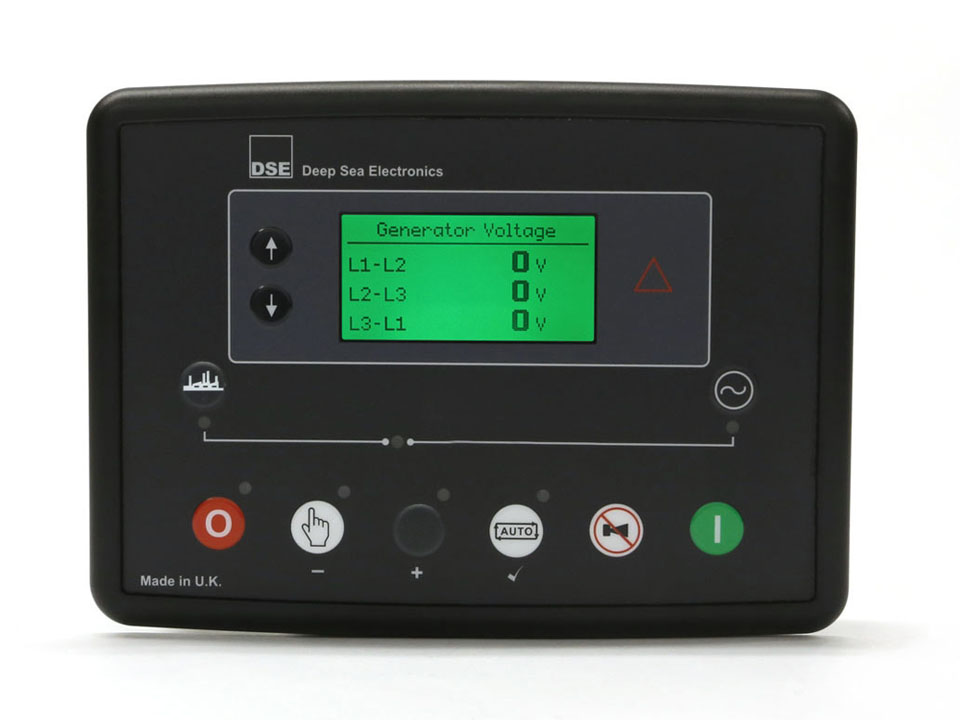 DSE Deep Sea Electronics
Generator Voltage
L1-L2 0 V
L2-L3 0 V
L3-L1 0 V
O AUTO I
− + ✓
Made in U.K.